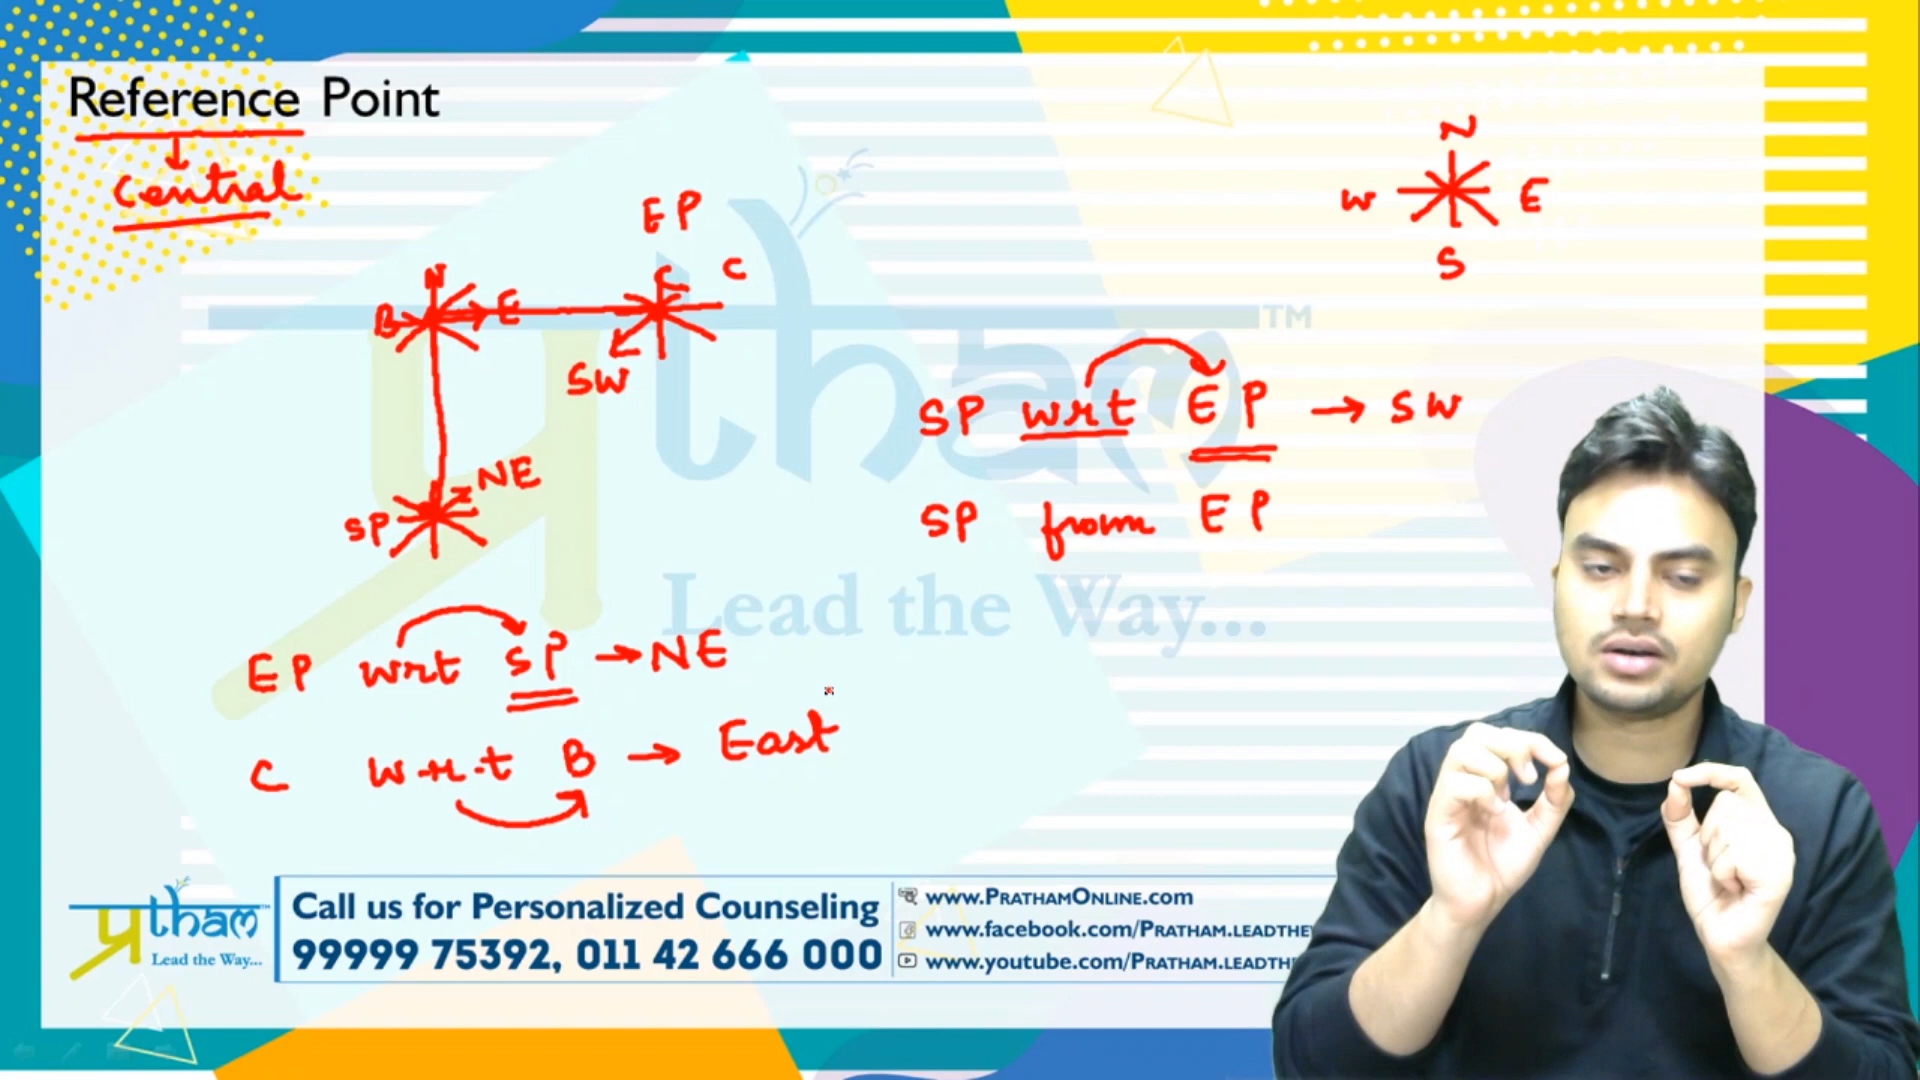 Reference Point
Central
N
W E
S
EP
N
B E
C C
SW
SP wrt EP → SW
NE
SP
SP from EP
प्रथम™
Lead the Way...
EP wrt SP → NE
C w.r.t B → East
प्रथम™
Lead the Way...
Call us for Personalized Counseling
99999 75392, 011 42 666 000
www.PRATHAMONLINE.com
www.facebook.com/PRATHAM.LEADTHE
www.youtube.com/PRATHAM.LEADTH